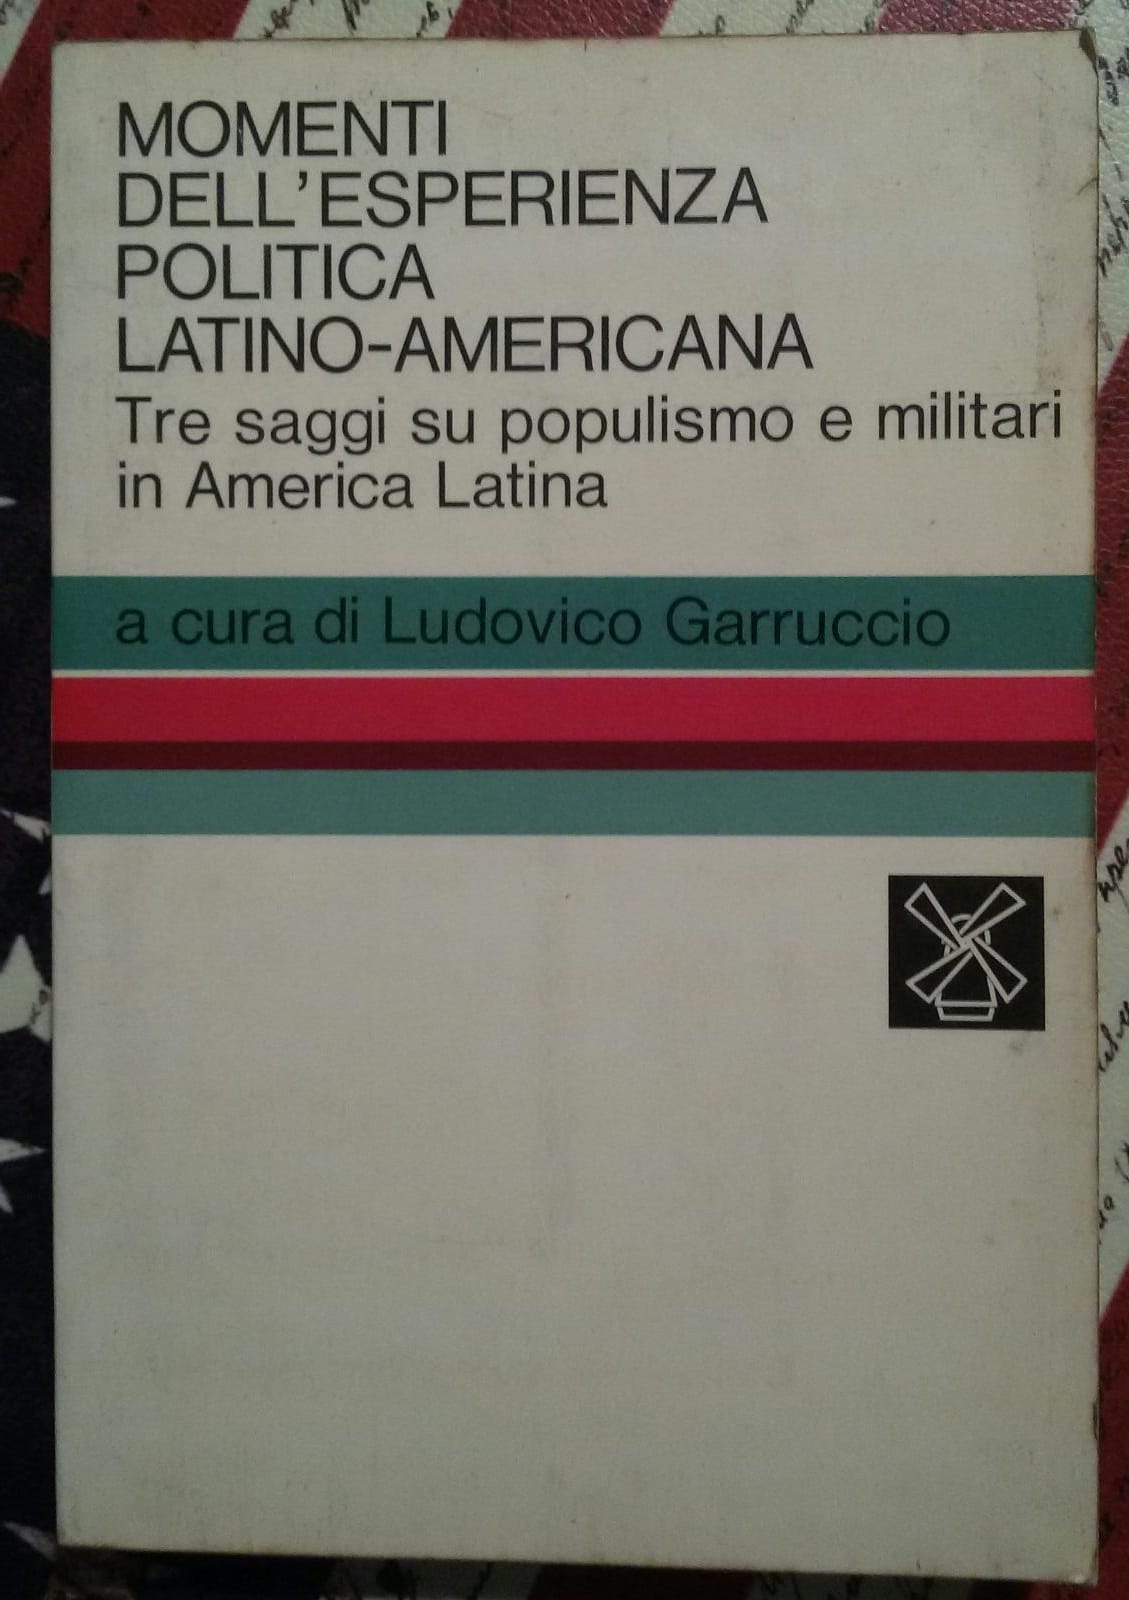 MOMENTI
DELL'ESPERIENZA
POLITICA
LATINO-AMERICANA
Tre saggi su populismo e militari
in America Latina
a cura di Ludovico Garruccio